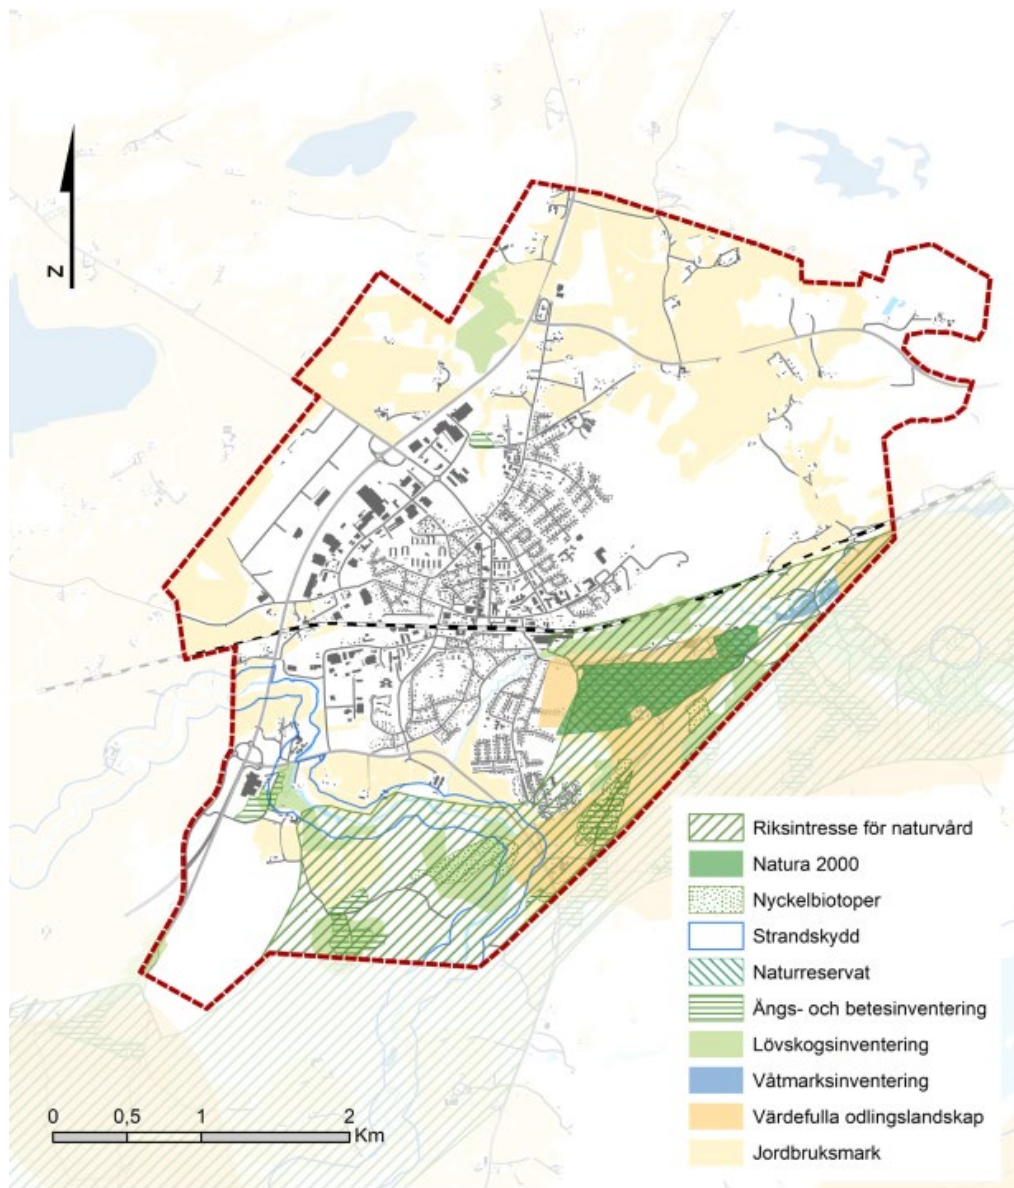 N
Riksintresse för naturvård
Natura 2000
Nyckelbiotoper
Strandskydd
Naturreservat
Ängs- och betesinventering
Lövskogsinventering
Våtmarksinventering
Värdefulla odlingslandskap
Jordbruksmark
0 0,5 1 2
Km